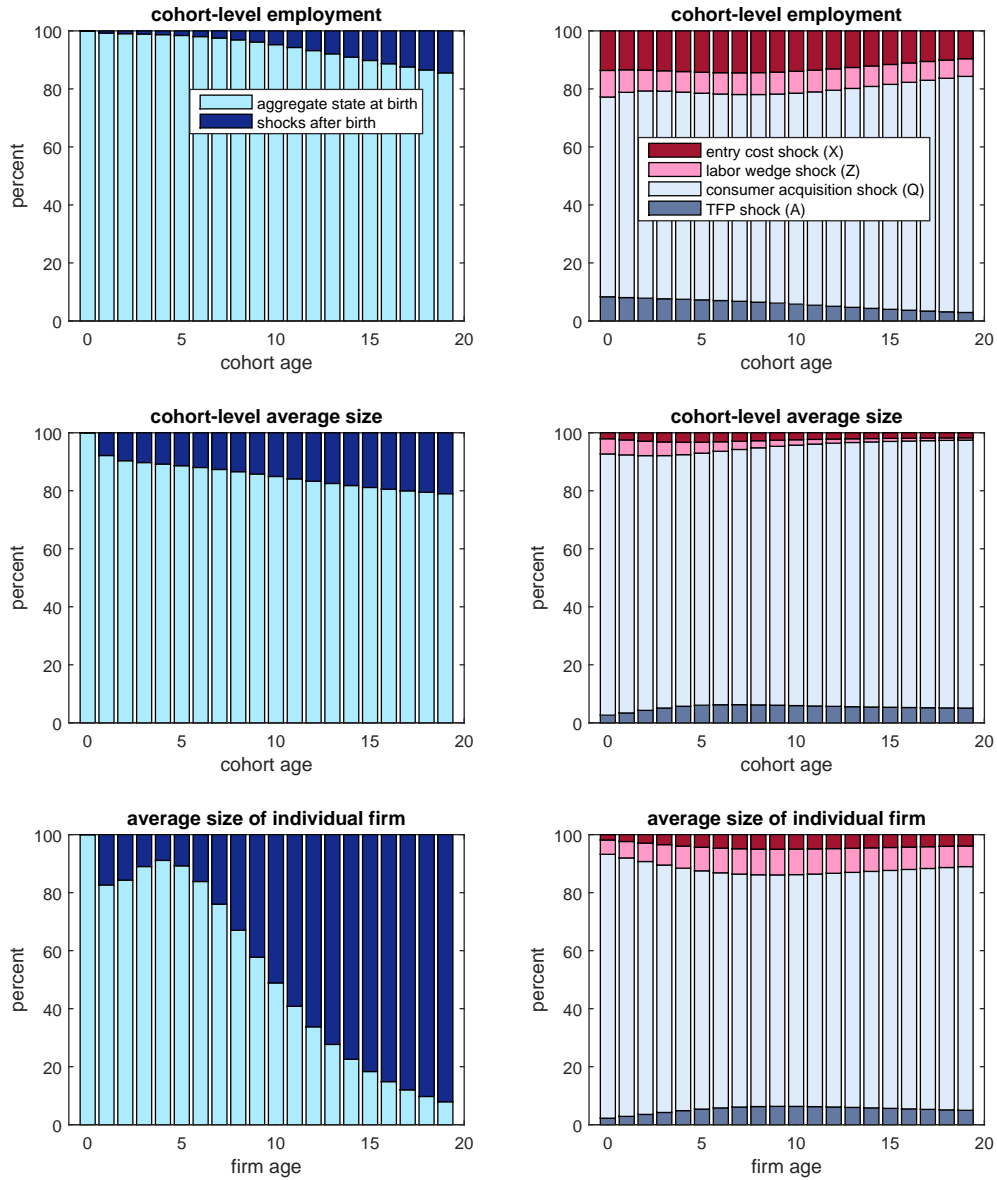 cohort-level employment
100
80
60
40
20
0
percent
aggregate state at birth
shocks after birth
0 5 10 15 20
cohort age
cohort-level employment
100
80
60
40
20
0
percent
entry cost shock (X)
labor wedge shock (Z)
consumer acquisition shock (Q)
TFP shock (A)
0 5 10 15 20
cohort age
cohort-level average size
100
80
60
40
20
0
percent
0 5 10 15 20
cohort age
cohort-level average size
100
80
60
40
20
0
percent
0 5 10 15 20
cohort age
average size of individual firm
100
80
60
40
20
0
percent
0 5 10 15 20
firm age
average size of individual firm
100
80
60
40
20
0
percent
0 5 10 15 20
firm age